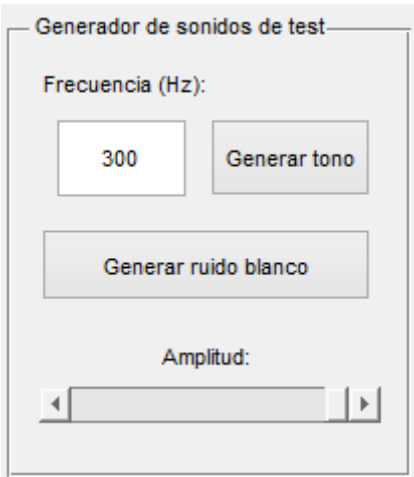 Generador de sonidos de test
Frecuencia (Hz):
300
Generar tono
Generar ruido blanco
Amplitud: